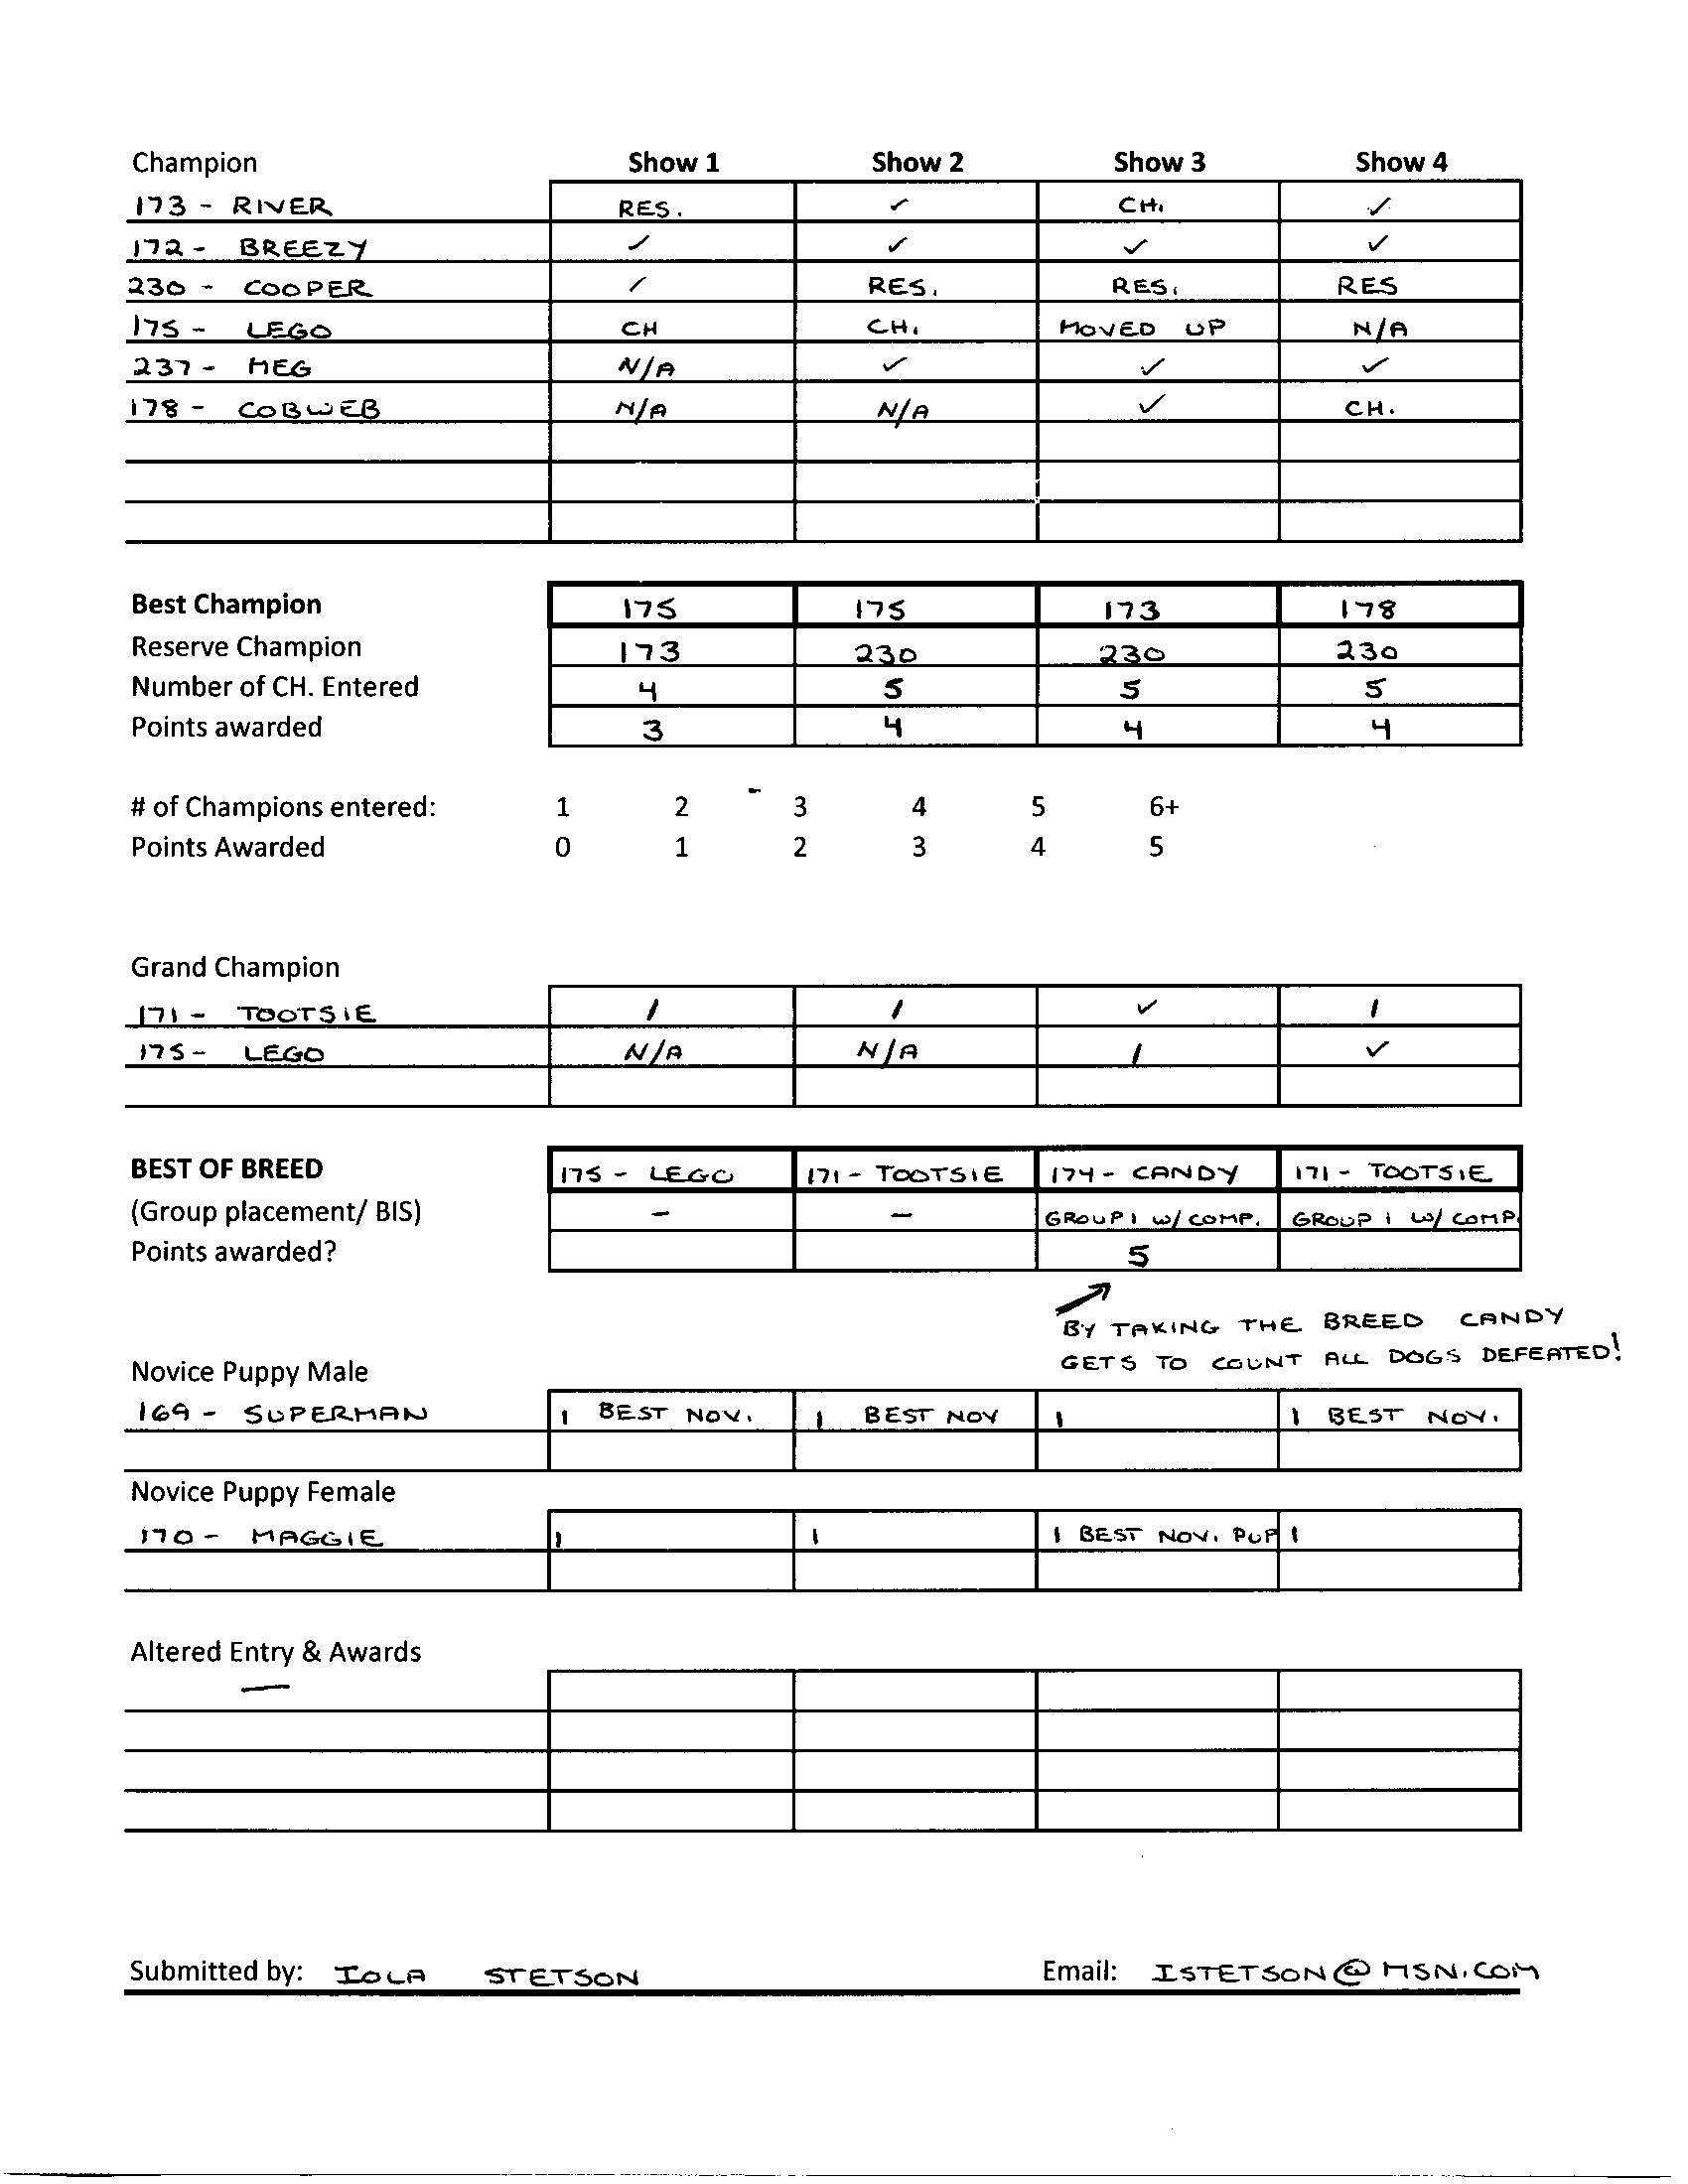 Champion Show 1 Show 2 Show 3 Show 4
173 - RIVER RES. ✓ CH. ✓
172 - BREEZY ✓ ✓ ✓ ✓
230 - COOPER ✓ RES. RES. RES
175 - LEGO CH CH. MOVED UP N/A
237 - MEG N/A ✓ ✓ ✓
178 - COBWEB N/A N/A ✓ CH.
Best Champion 175 175 173 178
Reserve Champion 173 230 230 230
Number of CH. Entered 4 5 5 5
Points awarded 3 4 4 4
# of Champions entered: 1 2 3 4 5 6+
Points Awarded 0 1 2 3 4 5
Grand Champion
171 - TOOTSIE 1 1 ✓ 1
175 - LEGO N/A N/A 1 ✓
BEST OF BREED 175 - LEGO 171 - TOOTSIE 174 - CANDY 171 - TOOTSIE
(Group placement/ BIS) - - GROUP 1 W/ COMP. GROUP 1 W/ COMP.
Points awarded? 5
BY TAKING THE BREED CANDY
GETS TO COUNT ALL DOGS DEFEATED!
Novice Puppy Male
169 - SUPERMAN 1 BEST NOV. 1 BEST NOV 1 1 BEST NOV.
Novice Puppy Female
170 - MAGGIE 1 1 1 BEST NOV. PUP 1
Altered Entry & Awards
—
Submitted by: IOLA STETSON Email: ISTETSON@MSN.COM